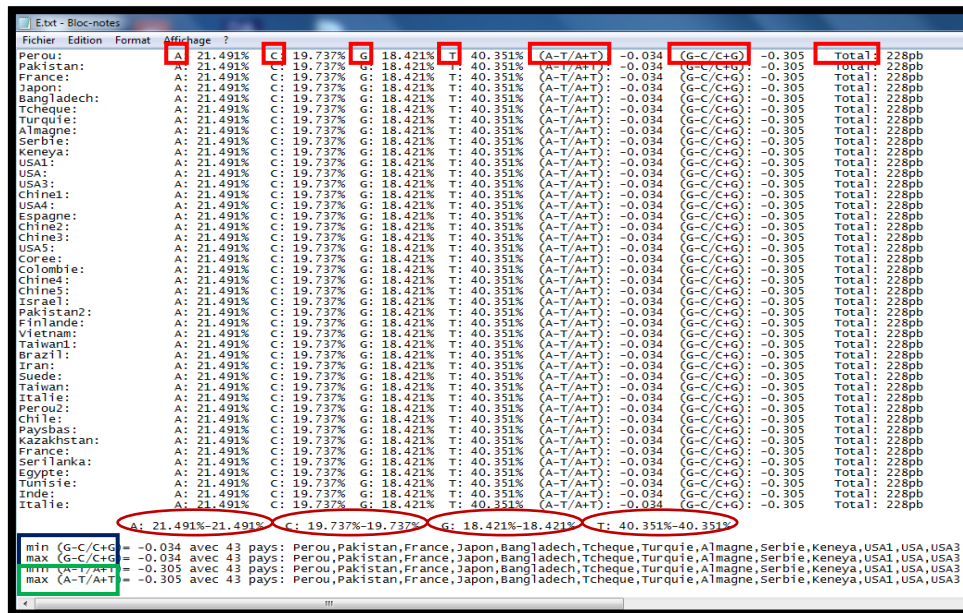 E.txt - Bloc-notes
Fichier Edition Format Affichage ?
Perou: A: 21.491% C: 19.737% G: 18.421% T: 40.351% (A-T/A+T): -0.034 (G-C/C+G): -0.305 Total: 228pb
Pakistan: A: 21.491% C: 19.737% G: 18.421% T: 40.351% (A-T/A+T): -0.034 (G-C/C+G): -0.305 Total: 228pb
France: A: 21.491% C: 19.737% G: 18.421% T: 40.351% (A-T/A+T): -0.034 (G-C/C+G): -0.305 Total: 228pb
Japon: A: 21.491% C: 19.737% G: 18.421% T: 40.351% (A-T/A+T): -0.034 (G-C/C+G): -0.305 Total: 228pb
Bangladech: A: 21.491% C: 19.737% G: 18.421% T: 40.351% (A-T/A+T): -0.034 (G-C/C+G): -0.305 Total: 228pb
Tcheque: A: 21.491% C: 19.737% G: 18.421% T: 40.351% (A-T/A+T): -0.034 (G-C/C+G): -0.305 Total: 228pb
Turquie: A: 21.491% C: 19.737% G: 18.421% T: 40.351% (A-T/A+T): -0.034 (G-C/C+G): -0.305 Total: 228pb
Almagne: A: 21.491% C: 19.737% G: 18.421% T: 40.351% (A-T/A+T): -0.034 (G-C/C+G): -0.305 Total: 228pb
Serbie: A: 21.491% C: 19.737% G: 18.421% T: 40.351% (A-T/A+T): -0.034 (G-C/C+G): -0.305 Total: 228pb
Keneya: A: 21.491% C: 19.737% G: 18.421% T: 40.351% (A-T/A+T): -0.034 (G-C/C+G): -0.305 Total: 228pb
USA1: A: 21.491% C: 19.737% G: 18.421% T: 40.351% (A-T/A+T): -0.034 (G-C/C+G): -0.305 Total: 228pb
USA: A: 21.491% C: 19.737% G: 18.421% T: 40.351% (A-T/A+T): -0.034 (G-C/C+G): -0.305 Total: 228pb
USA3: A: 21.491% C: 19.737% G: 18.421% T: 40.351% (A-T/A+T): -0.034 (G-C/C+G): -0.305 Total: 228pb
Chine1: A: 21.491% C: 19.737% G: 18.421% T: 40.351% (A-T/A+T): -0.034 (G-C/C+G): -0.305 Total: 228pb
USA4: A: 21.491% C: 19.737% G: 18.421% T: 40.351% (A-T/A+T): -0.034 (G-C/C+G): -0.305 Total: 228pb
Espagne: A: 21.491% C: 19.737% G: 18.421% T: 40.351% (A-T/A+T): -0.034 (G-C/C+G): -0.305 Total: 228pb
Chine2: A: 21.491% C: 19.737% G: 18.421% T: 40.351% (A-T/A+T): -0.034 (G-C/C+G): -0.305 Total: 228pb
Chine3: A: 21.491% C: 19.737% G: 18.421% T: 40.351% (A-T/A+T): -0.034 (G-C/C+G): -0.305 Total: 228pb
USA5: A: 21.491% C: 19.737% G: 18.421% T: 40.351% (A-T/A+T): -0.034 (G-C/C+G): -0.305 Total: 228pb
Coree: A: 21.491% C: 19.737% G: 18.421% T: 40.351% (A-T/A+T): -0.034 (G-C/C+G): -0.305 Total: 228pb
Colombie: A: 21.491% C: 19.737% G: 18.421% T: 40.351% (A-T/A+T): -0.034 (G-C/C+G): -0.305 Total: 228pb
Chine4: A: 21.491% C: 19.737% G: 18.421% T: 40.351% (A-T/A+T): -0.034 (G-C/C+G): -0.305 Total: 228pb
Chine5: A: 21.491% C: 19.737% G: 18.421% T: 40.351% (A-T/A+T): -0.034 (G-C/C+G): -0.305 Total: 228pb
Israel: A: 21.491% C: 19.737% G: 18.421% T: 40.351% (A-T/A+T): -0.034 (G-C/C+G): -0.305 Total: 228pb
Pakistan2: A: 21.491% C: 19.737% G: 18.421% T: 40.351% (A-T/A+T): -0.034 (G-C/C+G): -0.305 Total: 228pb
Finlande: A: 21.491% C: 19.737% G: 18.421% T: 40.351% (A-T/A+T): -0.034 (G-C/C+G): -0.305 Total: 228pb
Vietnam: A: 21.491% C: 19.737% G: 18.421% T: 40.351% (A-T/A+T): -0.034 (G-C/C+G): -0.305 Total: 228pb
Taiwan1: A: 21.491% C: 19.737% G: 18.421% T: 40.351% (A-T/A+T): -0.034 (G-C/C+G): -0.305 Total: 228pb
Brazil: A: 21.491% C: 19.737% G: 18.421% T: 40.351% (A-T/A+T): -0.034 (G-C/C+G): -0.305 Total: 228pb
Iran: A: 21.491% C: 19.737% G: 18.421% T: 40.351% (A-T/A+T): -0.034 (G-C/C+G): -0.305 Total: 228pb
Suede: A: 21.491% C: 19.737% G: 18.421% T: 40.351% (A-T/A+T): -0.034 (G-C/C+G): -0.305 Total: 228pb
Taiwan: A: 21.491% C: 19.737% G: 18.421% T: 40.351% (A-T/A+T): -0.034 (G-C/C+G): -0.305 Total: 228pb
Italie: A: 21.491% C: 19.737% G: 18.421% T: 40.351% (A-T/A+T): -0.034 (G-C/C+G): -0.305 Total: 228pb
Perou2: A: 21.491% C: 19.737% G: 18.421% T: 40.351% (A-T/A+T): -0.034 (G-C/C+G): -0.305 Total: 228pb
Chile: A: 21.491% C: 19.737% G: 18.421% T: 40.351% (A-T/A+T): -0.034 (G-C/C+G): -0.305 Total: 228pb
Paysbas: A: 21.491% C: 19.737% G: 18.421% T: 40.351% (A-T/A+T): -0.034 (G-C/C+G): -0.305 Total: 228pb
Kazakhstan: A: 21.491% C: 19.737% G: 18.421% T: 40.351% (A-T/A+T): -0.034 (G-C/C+G): -0.305 Total: 228pb
France: A: 21.491% C: 19.737% G: 18.421% T: 40.351% (A-T/A+T): -0.034 (G-C/C+G): -0.305 Total: 228pb
Serilanka: A: 21.491% C: 19.737% G: 18.421% T: 40.351% (A-T/A+T): -0.034 (G-C/C+G): -0.305 Total: 228pb
Egypte: A: 21.491% C: 19.737% G: 18.421% T: 40.351% (A-T/A+T): -0.034 (G-C/C+G): -0.305 Total: 228pb
Tunisie: A: 21.491% C: 19.737% G: 18.421% T: 40.351% (A-T/A+T): -0.034 (G-C/C+G): -0.305 Total: 228pb
Inde: A: 21.491% C: 19.737% G: 18.421% T: 40.351% (A-T/A+T): -0.034 (G-C/C+G): -0.305 Total: 228pb
Italie: A: 21.491% C: 19.737% G: 18.421% T: 40.351% (A-T/A+T): -0.034 (G-C/C+G): -0.305 Total: 228pb
A: 21.491%-21.491% C: 19.737%-19.737% G: 18.421%-18.421% T: 40.351%-40.351%
min (G-C/C+G)= -0.034 avec 43 pays: Perou,Pakistan,France,Japon,Bangladech,Tcheque,Turquie,Almagne,Serbie,Keneya,USA1,USA,USA3
max (G-C/C+G)= -0.034 avec 43 pays: Perou,Pakistan,France,Japon,Bangladech,Tcheque,Turquie,Almagne,Serbie,Keneya,USA1,USA,USA3
min (A-T/A+T)= -0.305 avec 43 pays: Perou,Pakistan,France,Japon,Bangladech,Tcheque,Turquie,Almagne,Serbie,Keneya,USA1,USA,USA3
max (A-T/A+T)= -0.305 avec 43 pays: Perou,Pakistan,France,Japon,Bangladech,Tcheque,Turquie,Almagne,Serbie,Keneya,USA1,USA,USA3